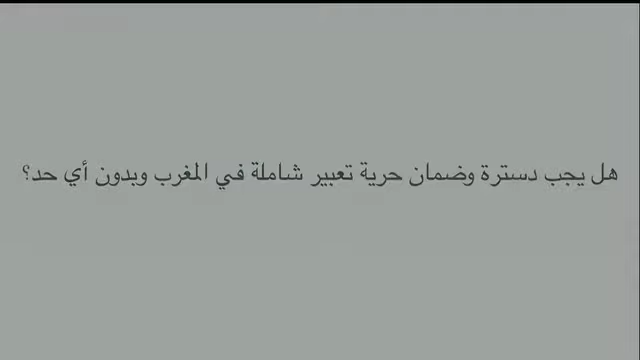 هل يجب دسترة وضمان حرية تعبير شاملة في المغرب وبدون أي حد؟